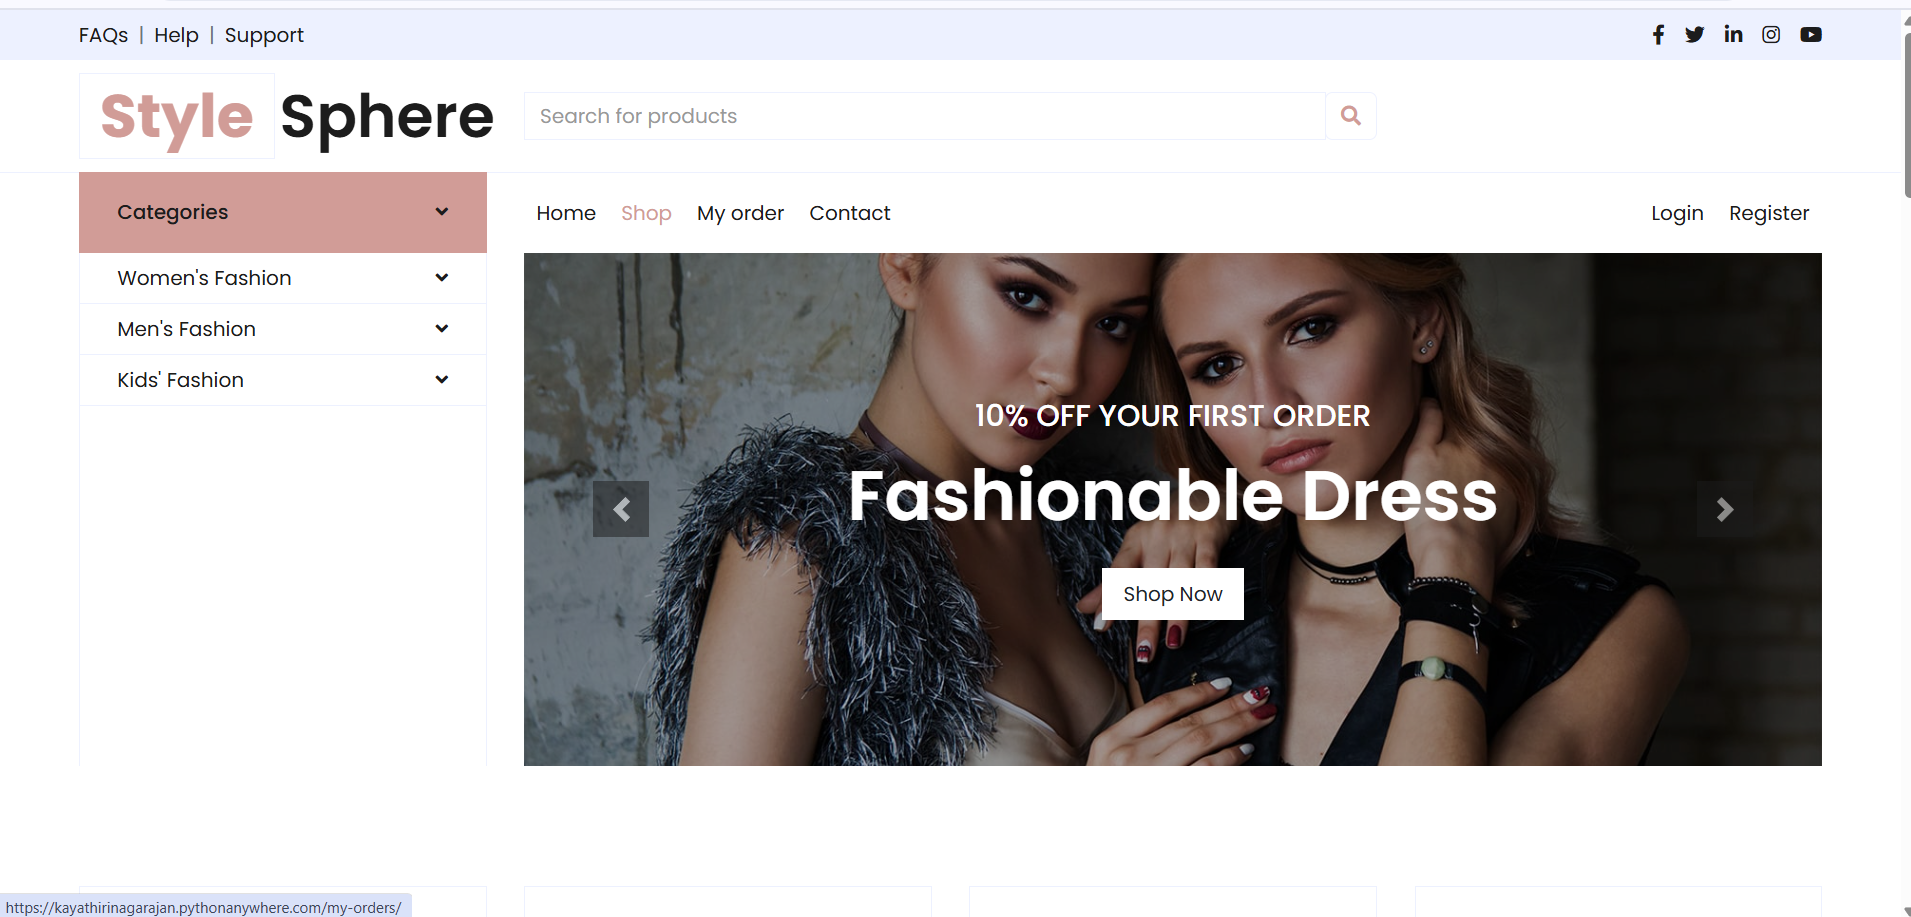 FAQs | Help | Support
Style Sphere
Search for products
Categories
Home Shop My order Contact
Login Register
Women's Fashion
Men's Fashion
Kids' Fashion
10% OFF YOUR FIRST ORDER
Fashionable Dress
Shop Now
https://kayathirinagarajan.pythonanywhere.com/my-orders/